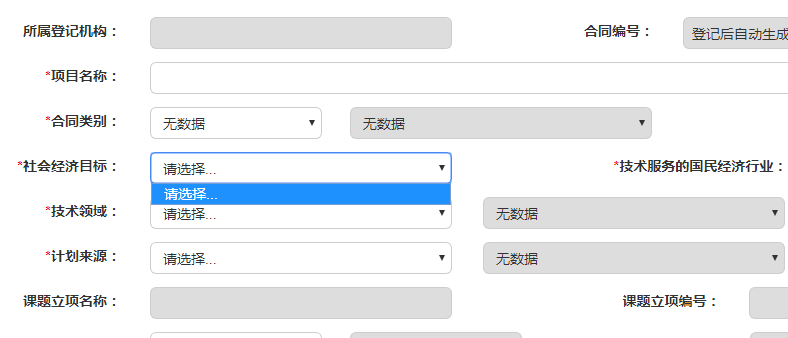 所属登记机构： 合同编号： 登记后自动生成
*项目名称：
*合同类别： 无数据 无数据
*社会经济目标： 请选择... *技术服务的国民经济行业：
请选择...
*技术领域： 请选择... 无数据
*计划来源： 请选择... 无数据
课题立项名称： 课题立项编号：